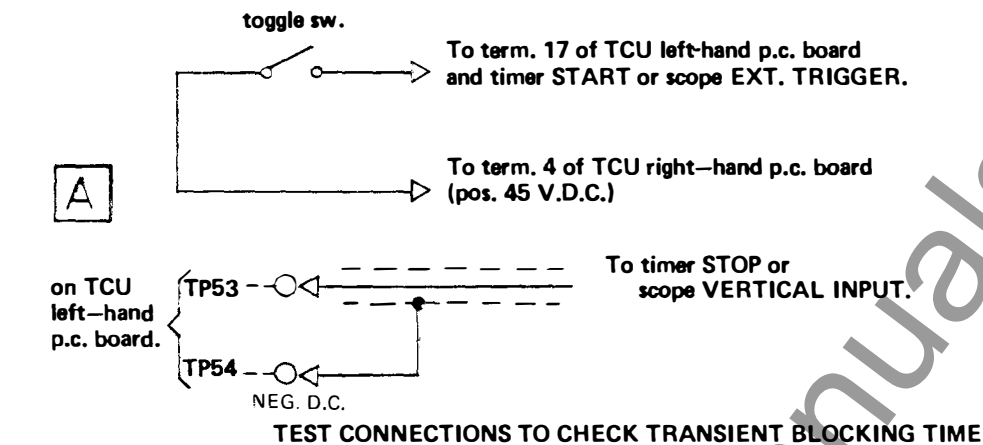 toggle sw.
To term. 17 of TCU left-hand p.c. board
and timer START or scope EXT. TRIGGER.
A
To term. 4 of TCU right—hand p.c. board
(pos. 45 V.D.C.)
on TCU
left—hand
p.c. board.
TP53
To timer STOP or
scope VERTICAL INPUT.
TP54
NEG. D.C.
TEST CONNECTIONS TO CHECK TRANSIENT BLOCKING TIME